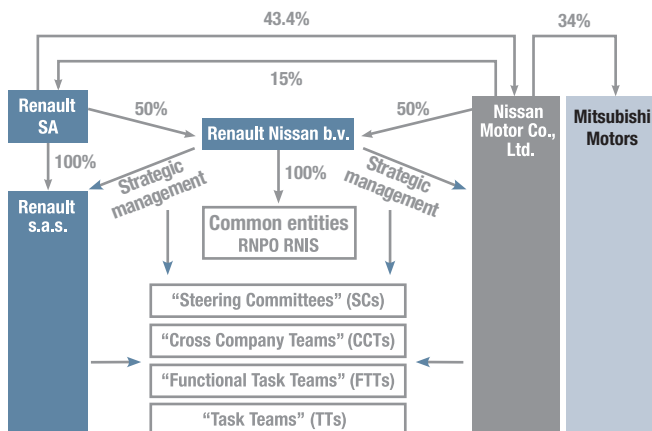 43.4%
34%
15%
Renault
SA
50%
Renault Nissan b.v.
50%
Nissan
Motor Co.,
Ltd.
Mitsubishi
Motors
100%
Strategic
management
100%
Strategic
management
Renault
s.a.s.
Common entities
RNPO RNIS
“Steering Committees” (SCs)
“Cross Company Teams” (CCTs)
“Functional Task Teams” (FTTs)
“Task Teams” (TTs)